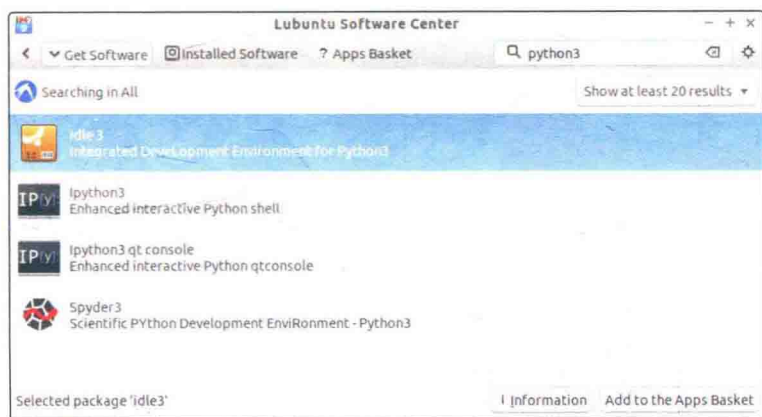 Lubuntu Software Center
Get Software Installed Software ? Apps Basket python3
Searching in All Show at least 20 results
idle3
Integrated Development Environment for Python3
IP[y] Ipython3
Enhanced interactive Python shell
IP[y] Ipython3 qt console
Enhanced interactive Python qtconsole
Spyder3
Scientific PYthon Development EnviRonment - Python3
Selected package 'idle3' i Information Add to the Apps Basket